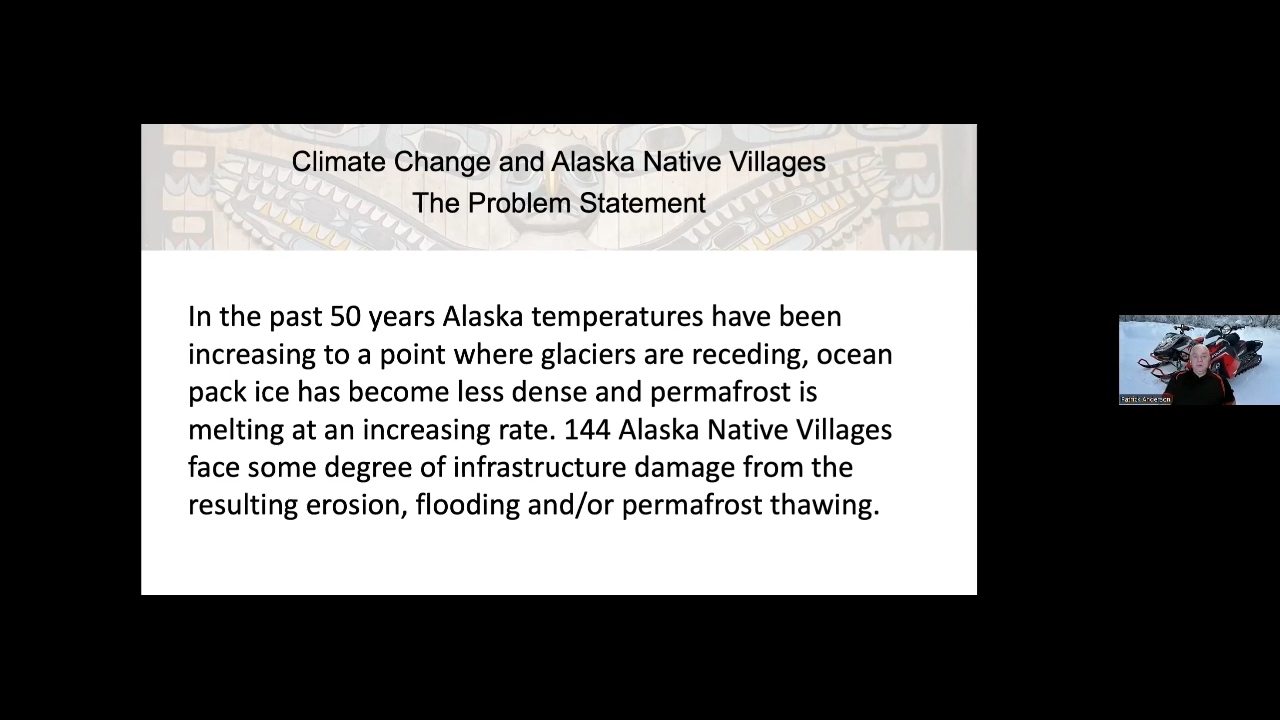 Climate Change and Alaska Native Villages
The Problem Statement
In the past 50 years Alaska temperatures have been
increasing to a point where glaciers are receding, ocean
pack ice has become less dense and permafrost is
melting at an increasing rate. 144 Alaska Native Villages
face some degree of infrastructure damage from the
resulting erosion, flooding and/or permafrost thawing.
Patrick Anderson